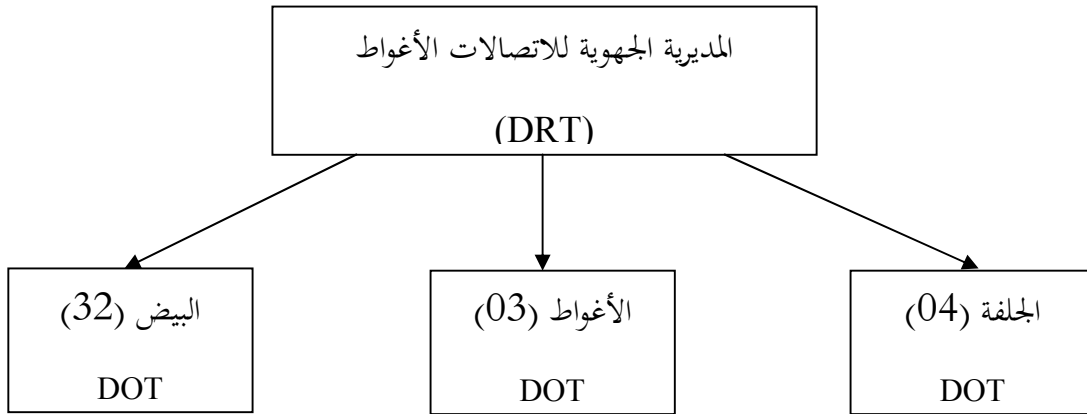 المديرية الجهوية للاتصالات الأغواط
(DRT)
الجلفة (04)
DOT
الأغواط (03)
DOT
البيض (32)
DOT